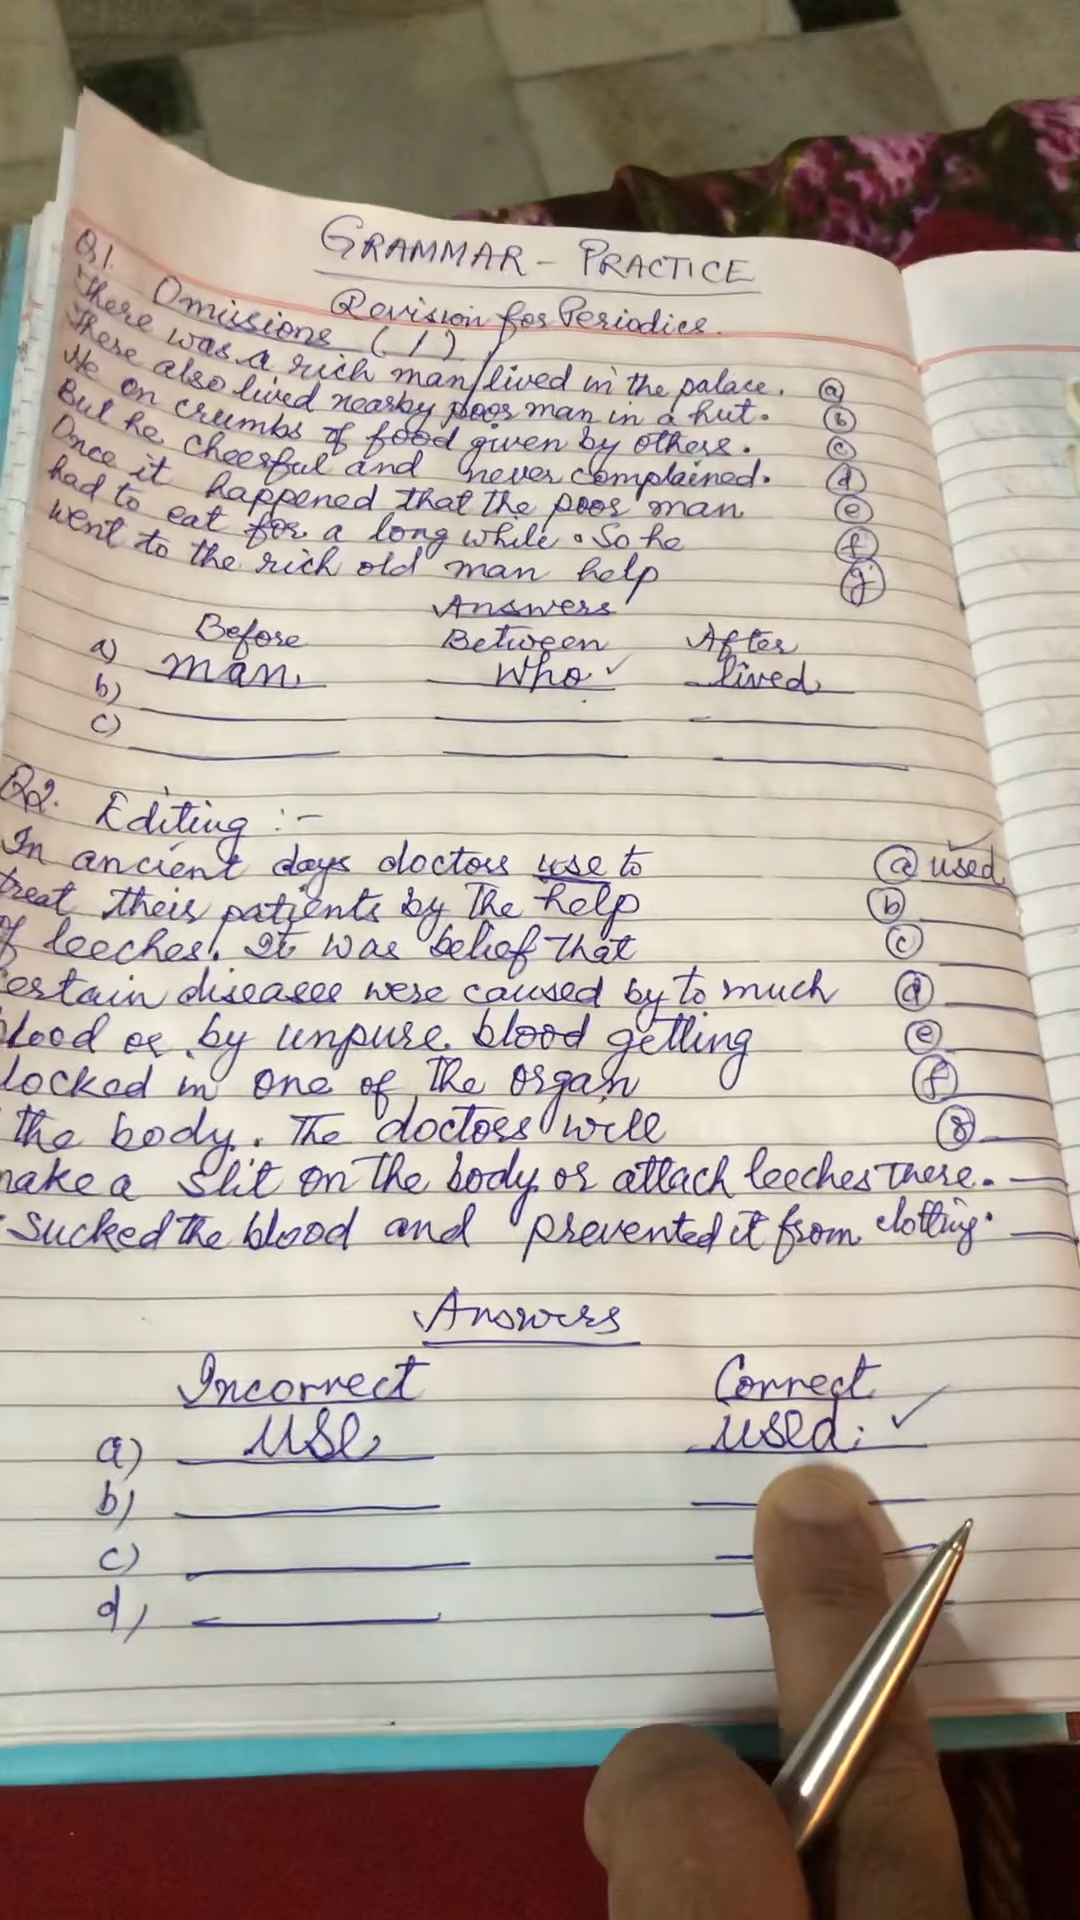 GRAMMAR - PRACTICE
Revision for Periodics.
Q1. Omissions (/)
There was a rich man/lived in the palace. (a)
There also lived nearby poor man in a hut. (b)
He on crumbs of food given by others. (c)
But he cheerful and never complained. (d)
Once it happened that the poor man (e)
had to eat for a long while. So he (f)
went to the rich old man help (g)
Answers
Before Between After
a) man who ✓ lived
b)
c)
Q2. Editing :-
In ancient days doctors use to (a) used
treat their patients by the help (b)
of leeches. It was belief that (c)
ertain diseases were caused by to much (d)
lood or by unpure blood getting (e)
locked in one of the organ (f)
the body. The doctors will (g)
make a slit on the body or attach leeches there.
sucked the blood and prevented it from clotting.
Answers
Incorrect Correct
a) use used. ✓
b)
c)
d)